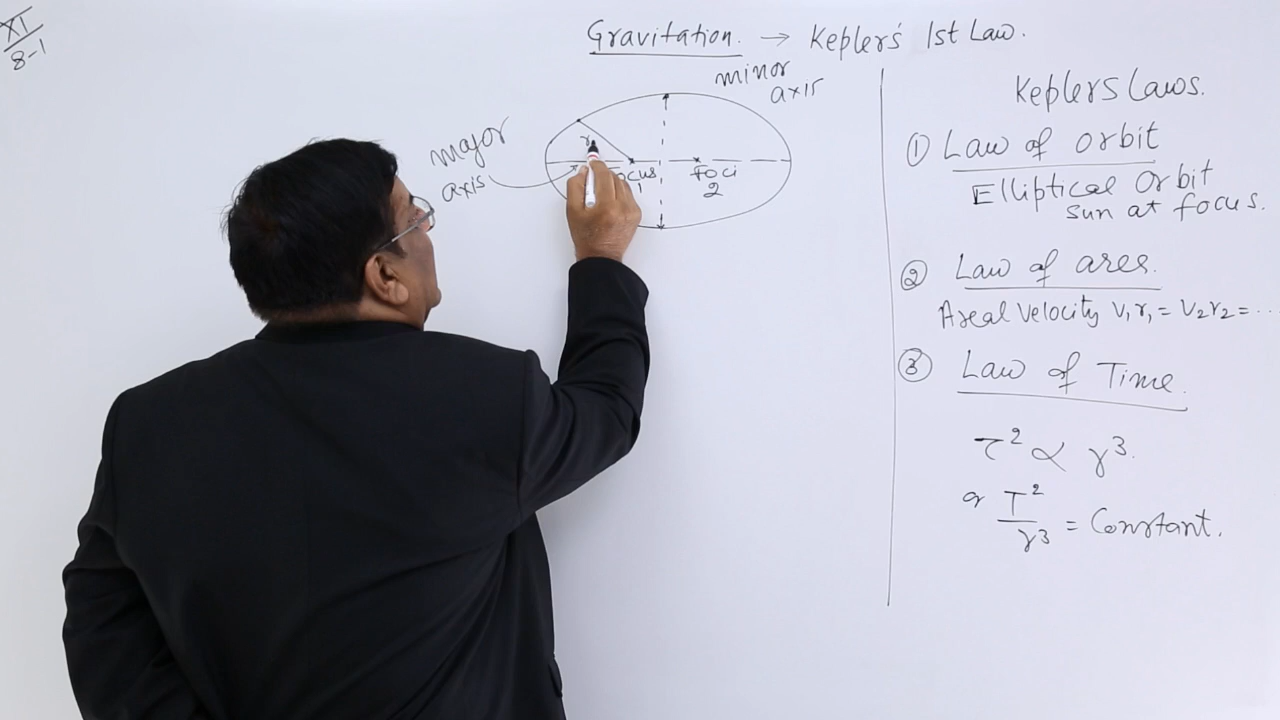 XI
8-1
Gravitation. → Kepler's 1st Law.
minor
axis
major
axis
r
focus
1
foci
2
Keplers Laws.
① Law of orbit
Elliptical Orbit
sun at focus.
② Law of area.
Areal Velocity V₁r₁ = V₂r₂ = ...
③ Law of Time.
T² ∝ r³.
or T²/r³ = Constant.